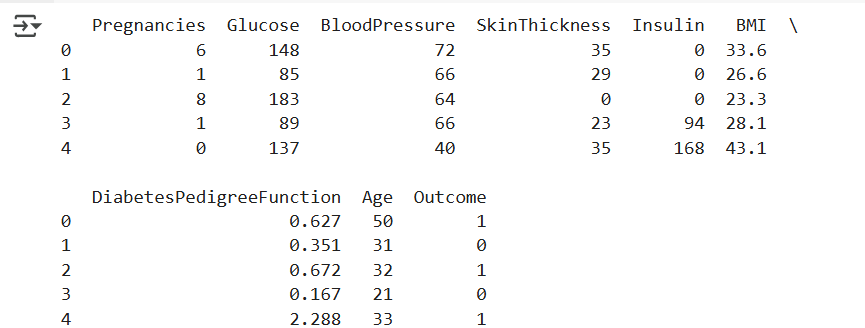 Pregnancies Glucose BloodPressure SkinThickness Insulin BMI \
0 6 148 72 35 0 33.6
1 1 85 66 29 0 26.6
2 8 183 64 0 0 23.3
3 1 89 66 23 94 28.1
4 0 137 40 35 168 43.1
DiabetesPedigreeFunction Age Outcome
0 0.627 50 1
1 0.351 31 0
2 0.672 32 1
3 0.167 21 0
4 2.288 33 1